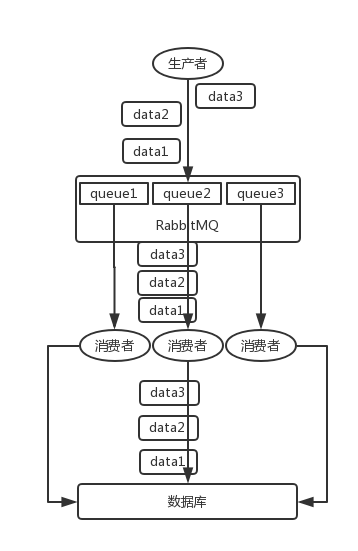 生产者
data3
data2
data1
queue1 queue2 queue3
RabbitMQ
data3
data2
data1
消费者 消费者 消费者
data3
data2
data1
数据库